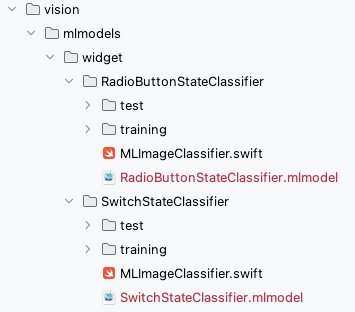 vision
mlmodels
widget
RadioButtonStateClassifier
test
training
MLImageClassifier.swift
RadioButtonStateClassifier.mlmodel
SwitchStateClassifier
test
training
MLImageClassifier.swift
SwitchStateClassifier.mlmodel